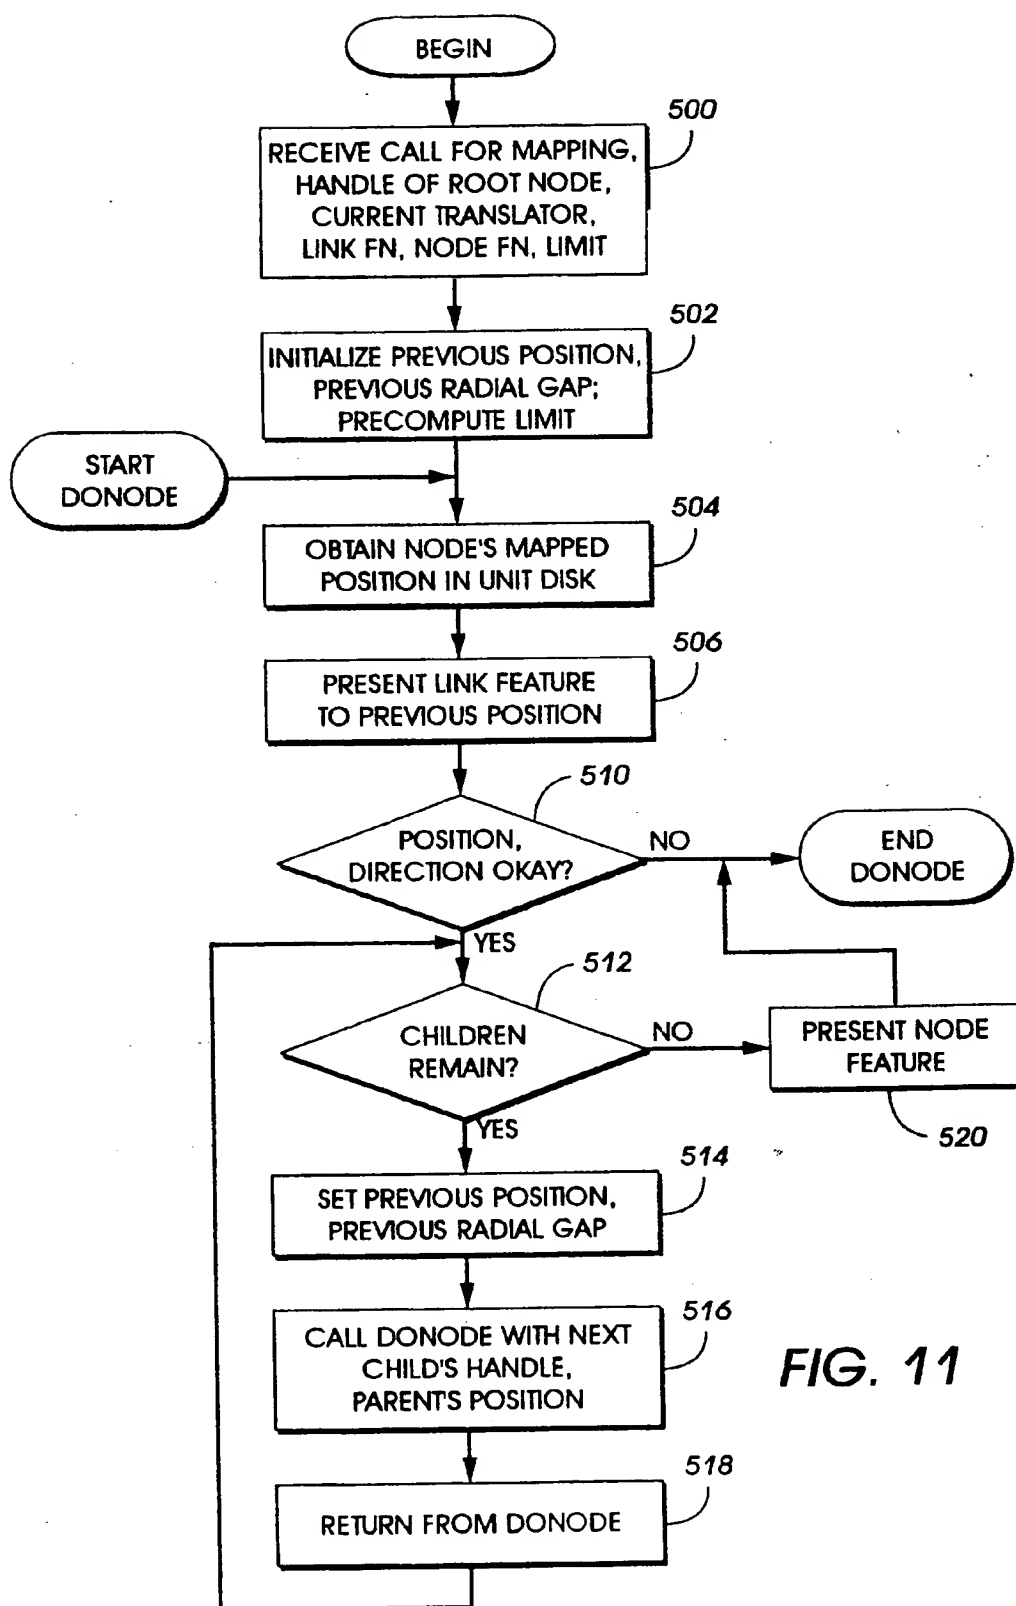 BEGIN
500
RECEIVE CALL FOR MAPPING,
HANDLE OF ROOT NODE,
CURRENT TRANSLATOR,
LINK FN, NODE FN, LIMIT
502
INITIALIZE PREVIOUS POSITION,
PREVIOUS RADIAL GAP;
PRECOMPUTE LIMIT
START
DONODE
504
OBTAIN NODE'S MAPPED
POSITION IN UNIT DISK
506
PRESENT LINK FEATURE
TO PREVIOUS POSITION
510
POSITION,
DIRECTION OKAY?
NO
END
DONODE
YES
512
CHILDREN
REMAIN?
NO
PRESENT NODE
FEATURE
520
YES
514
SET PREVIOUS POSITION,
PREVIOUS RADIAL GAP
516
CALL DONODE WITH NEXT
CHILD'S HANDLE,
PARENT'S POSITION
FIG. 11
518
RETURN FROM DONODE